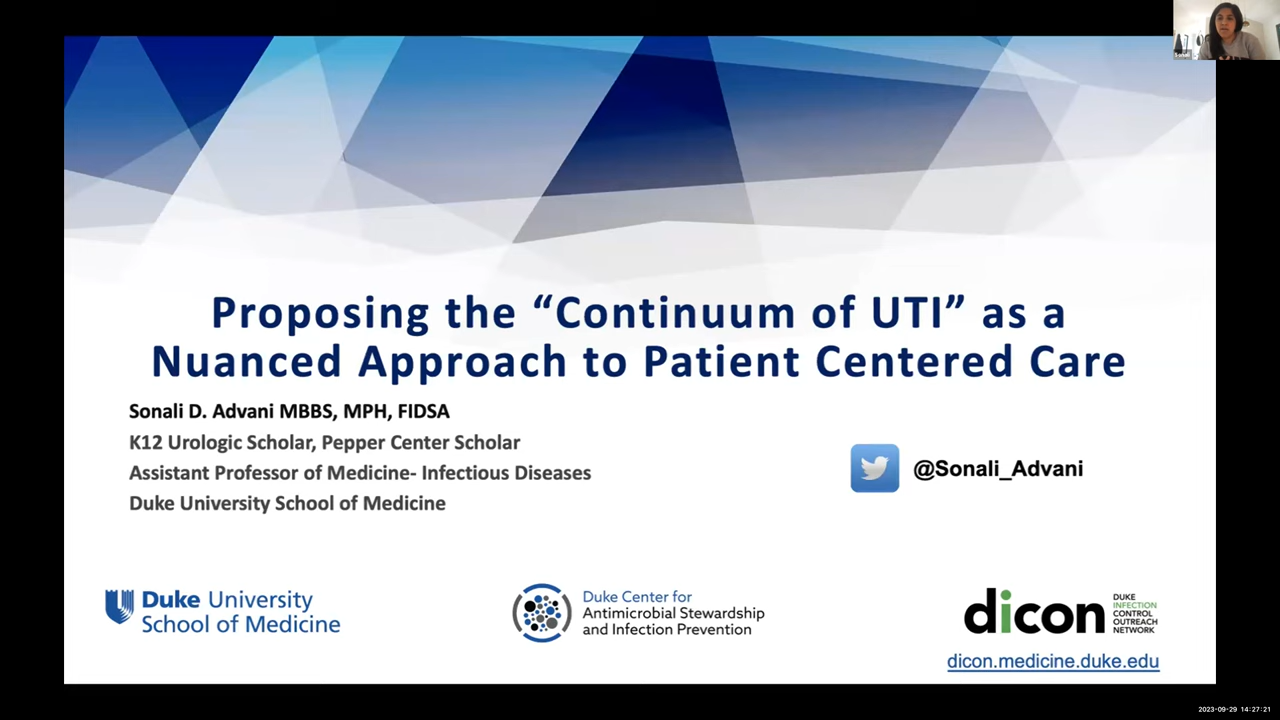 Sonali
Proposing the “Continuum of UTI” as a
Nuanced Approach to Patient Centered Care
Sonali D. Advani MBBS, MPH, FIDSA
K12 Urologic Scholar, Pepper Center Scholar
Assistant Professor of Medicine- Infectious Diseases
Duke University School of Medicine
@Sonali_Advani
Duke University
School of Medicine
Duke Center for
Antimicrobial Stewardship
and Infection Prevention
dicon
DUKE
INFECTION
CONTROL
OUTREACH
NETWORK
dicon.medicine.duke.edu
2023-09-29 14:27:21